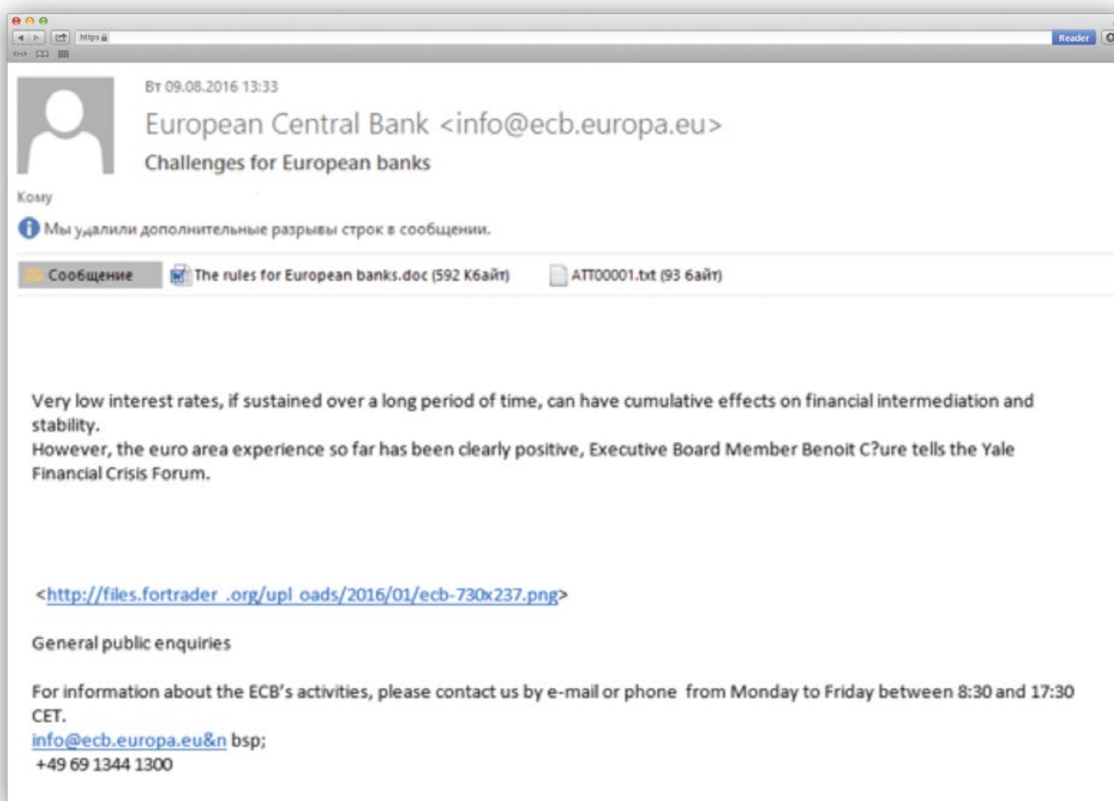 https
Reader
Вт 09.08.2016 13:33
European Central Bank <info@ecb.europa.eu>
Challenges for European banks
Кому
Мы удалили дополнительные разрывы строк в сообщении.
Сообщение The rules for European banks.doc (592 Кбайт) ATT00001.txt (93 байт)
Very low interest rates, if sustained over a long period of time, can have cumulative effects on financial intermediation and
stability.
However, the euro area experience so far has been clearly positive, Executive Board Member Benoit C?ure tells the Yale
Financial Crisis Forum.
<http://files.fortrader .org/upl oads/2016/01/ecb-730x237.png>
General public enquiries
For information about the ECB's activities, please contact us by e-mail or phone from Monday to Friday between 8:30 and 17:30
CET.
info@ecb.europa.eu&n bsp;
+49 69 1344 1300